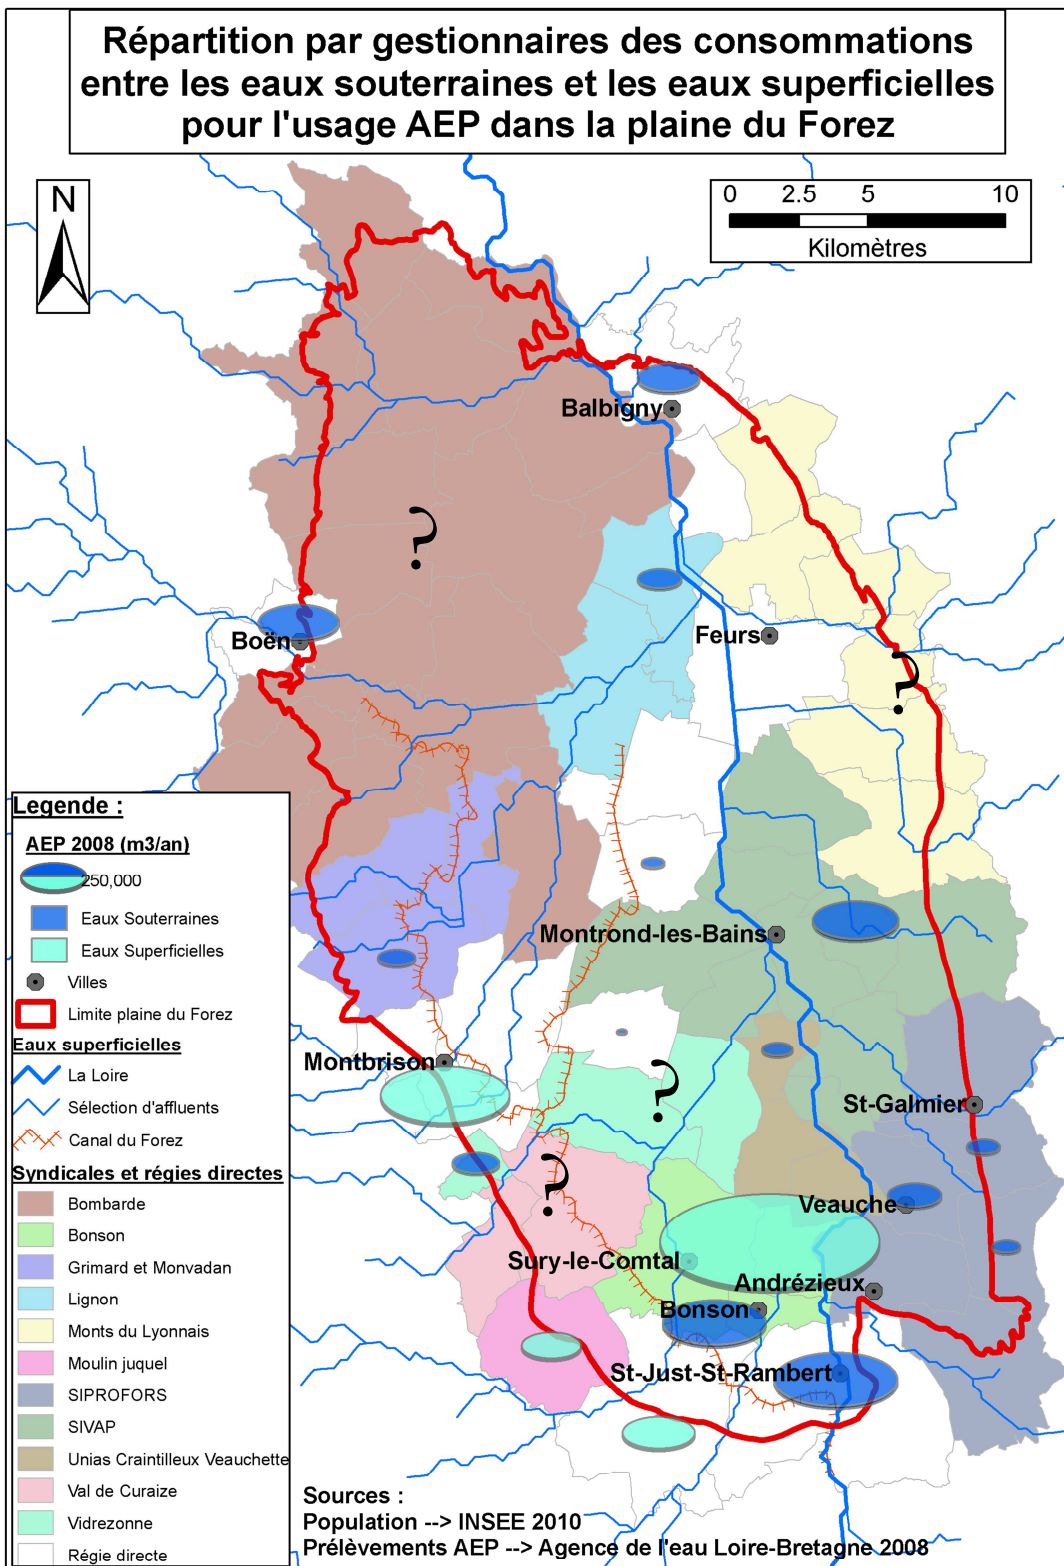 Répartition par gestionnaires des consommations
entre les eaux souterraines et les eaux superficielles
pour l'usage AEP dans la plaine du Forez
N
0 2.5 5 10
Kilomètres
Balbigny
?
Boën
Feurs
?
Montrond-les-Bains
Montbrison
?
St-Galmier
?
Veauche
Sury-le-Comtal
Andrézieux
Bonson
St-Just-St-Rambert
Legende :
AEP 2008 (m3/an)
250,000
Eaux Souterraines
Eaux Superficielles
Villes
Limite plaine du Forez
Eaux superficielles
La Loire
Sélection d'affluents
Canal du Forez
Syndicales et régies directes
Bombarde
Bonson
Grimard et Monvadan
Lignon
Monts du Lyonnais
Moulin juquel
SIPROFORS
SIVAP
Unias Craintilleux Veauchette
Val de Curaize
Vidrezonne
Régie directe
Sources :
Population --> INSEE 2010
Prélèvements AEP --> Agence de l'eau Loire-Bretagne 2008